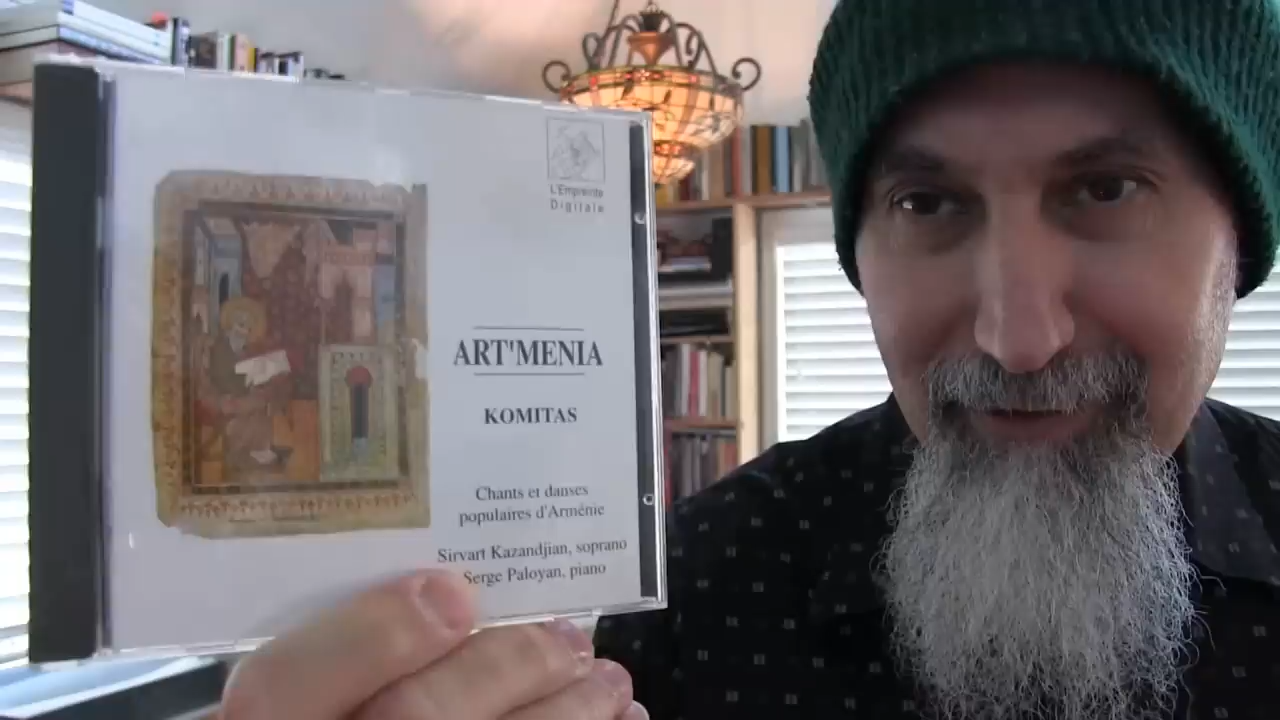 L'Empreinte
Digitale
ART'MENIA
KOMITAS
Chants et danses
populaires d'Arménie
Sirvart Kazandjian, soprano
Serge Paloyan, piano